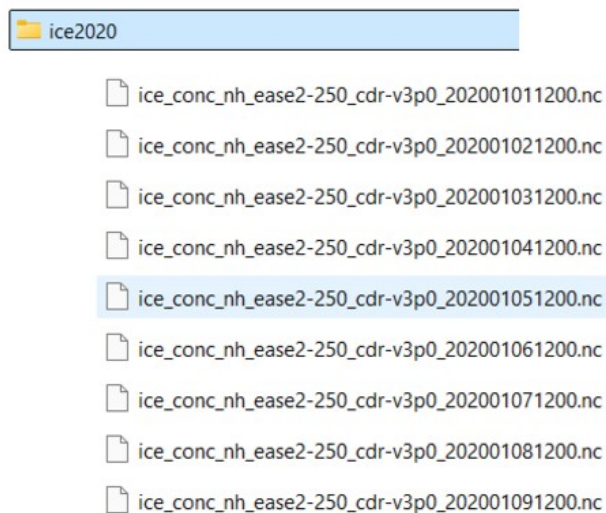 ice2020
ice_conc_nh_ease2-250_cdr-v3p0_202001011200.nc
ice_conc_nh_ease2-250_cdr-v3p0_202001021200.nc
ice_conc_nh_ease2-250_cdr-v3p0_202001031200.nc
ice_conc_nh_ease2-250_cdr-v3p0_202001041200.nc
ice_conc_nh_ease2-250_cdr-v3p0_202001051200.nc
ice_conc_nh_ease2-250_cdr-v3p0_202001061200.nc
ice_conc_nh_ease2-250_cdr-v3p0_202001071200.nc
ice_conc_nh_ease2-250_cdr-v3p0_202001081200.nc
ice_conc_nh_ease2-250_cdr-v3p0_202001091200.nc